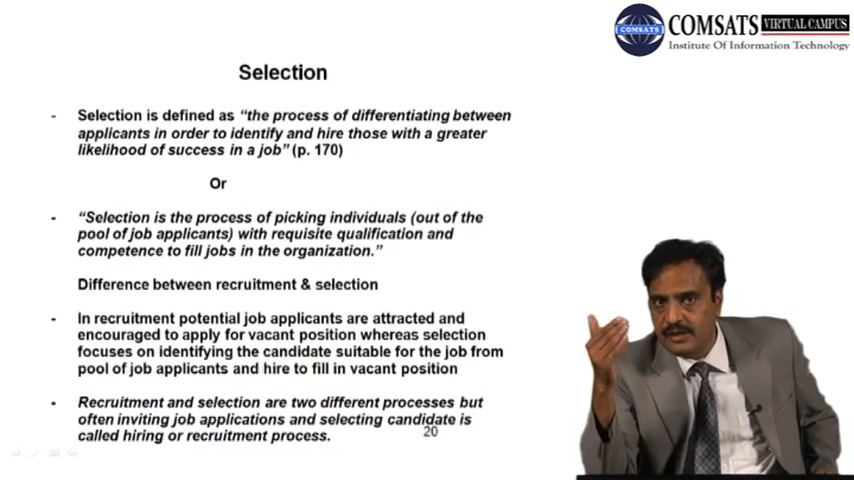 COMSATS VIRTUAL CAMPUS
COMSATS
Institute Of Information Technology
Selection
- Selection is defined as “the process of differentiating between
applicants in order to identify and hire those with a greater
likelihood of success in a job” (p. 170)
Or
- “Selection is the process of picking individuals (out of the
pool of job applicants) with requisite qualification and
competence to fill jobs in the organization.”
Difference between recruitment & selection
- In recruitment potential job applicants are attracted and
encouraged to apply for vacant position whereas selection
focuses on identifying the candidate suitable for the job from
pool of job applicants and hire to fill in vacant position
- Recruitment and selection are two different processes but
often inviting job applications and selecting candidate is
called hiring or recruitment process.
20